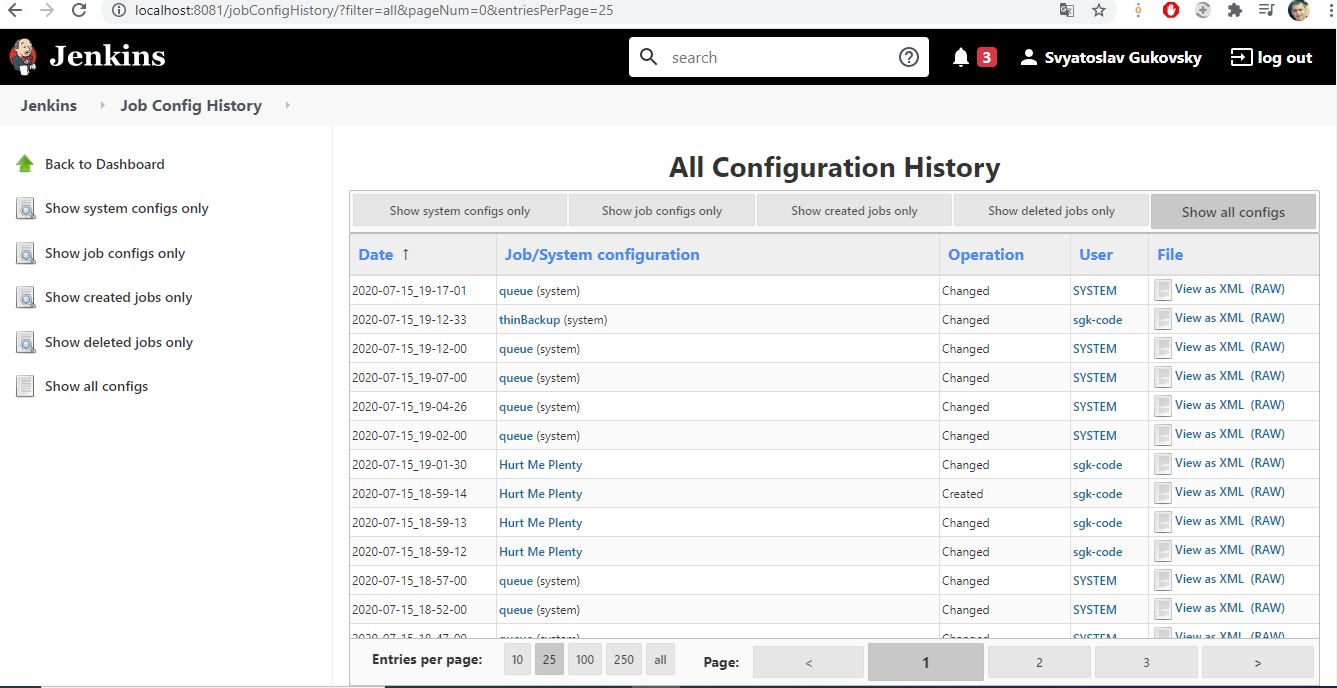 localhost:8081/jobConfigHistory/?filter=all&pageNum=0&entriesPerPage=25
Jenkins
search
3
Svyatoslav Gukovsky
log out
Jenkins
Job Config History
Back to Dashboard
Show system configs only
Show job configs only
Show created jobs only
Show deleted jobs only
Show all configs
All Configuration History
Show system configs only Show job configs only Show created jobs only Show deleted jobs only Show all configs
Date ↑ Job/System configuration Operation User File
2020-07-15_19-17-01 queue (system) Changed SYSTEM View as XML (RAW)
2020-07-15_19-12-33 thinBackup (system) Changed sgk-code View as XML (RAW)
2020-07-15_19-12-00 queue (system) Changed SYSTEM View as XML (RAW)
2020-07-15_19-07-00 queue (system) Changed SYSTEM View as XML (RAW)
2020-07-15_19-04-26 queue (system) Changed SYSTEM View as XML (RAW)
2020-07-15_19-02-00 queue (system) Changed SYSTEM View as XML (RAW)
2020-07-15_19-01-30 Hurt Me Plenty Changed sgk-code View as XML (RAW)
2020-07-15_18-59-14 Hurt Me Plenty Created sgk-code View as XML (RAW)
2020-07-15_18-59-13 Hurt Me Plenty Changed sgk-code View as XML (RAW)
2020-07-15_18-59-12 Hurt Me Plenty Changed sgk-code View as XML (RAW)
2020-07-15_18-57-00 queue (system) Changed SYSTEM View as XML (RAW)
2020-07-15_18-52-00 queue (system) Changed SYSTEM View as XML (RAW)
2020-07-15_18-47-00 queue (system) Changed SYSTEM View as XML (RAW)
Entries per page: 10 25 100 250 all Page: < 1 2 3 >